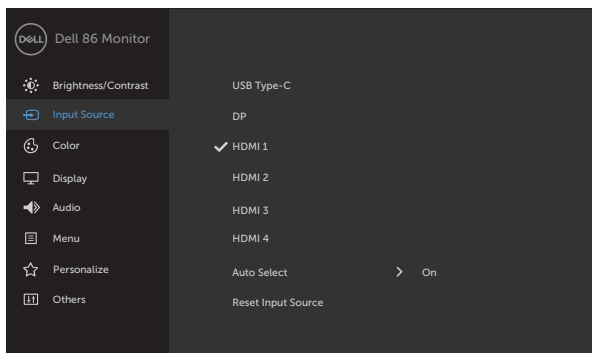 DELL Dell 86 Monitor
Brightness/Contrast
Input Source
Color
Display
Audio
Menu
Personalize
Others
USB Type-C
DP
HDMI 1
HDMI 2
HDMI 3
HDMI 4
Auto Select > On
Reset Input Source